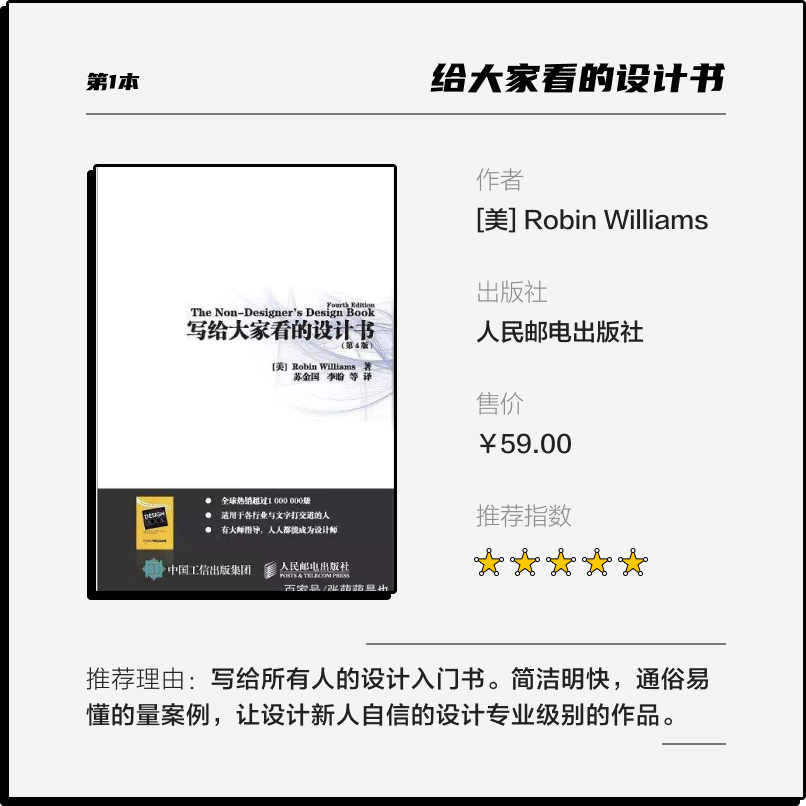 第1本
给大家看的设计书
Fourth Edition
The Non-Designer's Design Book
写给大家看的设计书
（第4版）
[美] Robin Williams 著
苏金国 李盼 等 译
DESIGN
BOOK
● 全球热销超过1 000 000册
● 适用于各行业与文字打交道的人
● 有大师指导，人人都能成为设计师
中国工信出版集团
人民邮电出版社
POSTS & TELECOM PRESS
百家号/张萌萌是也
作者
[美] Robin Williams
出版社
人民邮电出版社
售价
￥59.00
推荐指数
推荐理由：写给所有人的设计入门书。简洁明快，通俗易
懂的量案例，让设计新人自信的设计专业级别的作品。